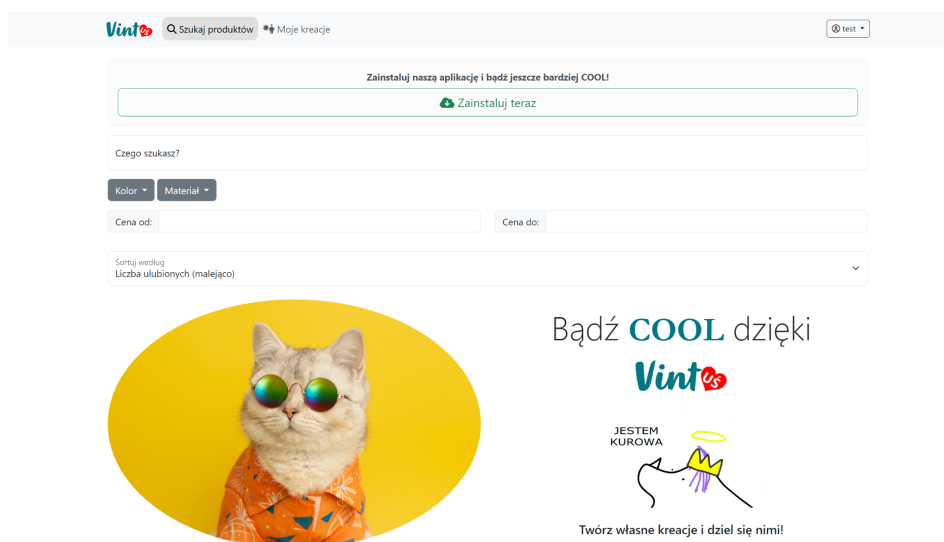 Vintuś
Szukaj produktów
Moje kreacje
test
Zainstaluj naszą aplikację i bądź jeszcze bardziej COOL!
Zainstaluj teraz
Czego szukasz?
Kolor
Materiał
Cena od:
Cena do:
Sortuj według
Liczba ulubionych (malejąco)
Bądź COOL dzięki
Vintuś
JESTEM
KUROWA
Twórz własne kreacje i dziel się nimi!